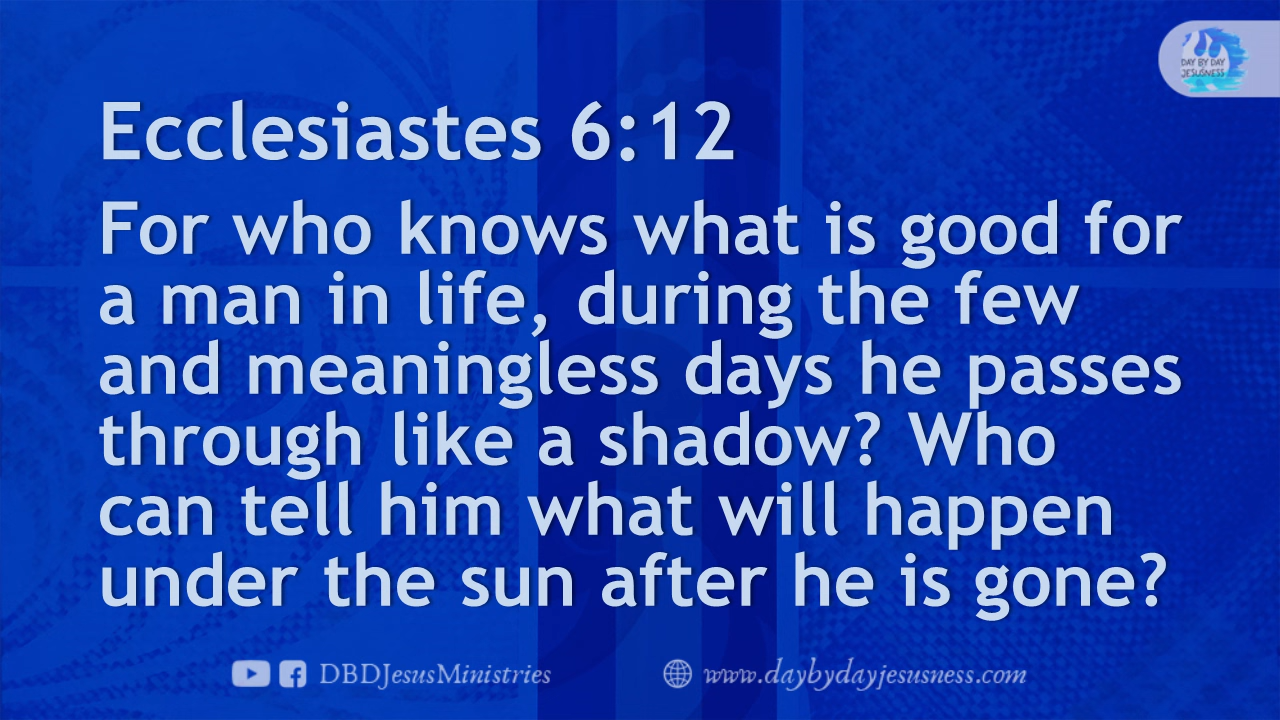 DAY BY DAY
JESUSNESS
Ecclesiastes 6:12
For who knows what is good for
a man in life, during the few
and meaningless days he passes
through like a shadow? Who
can tell him what will happen
under the sun after he is gone?
DBDJesusMinistries
www.daybydayjesusness.com